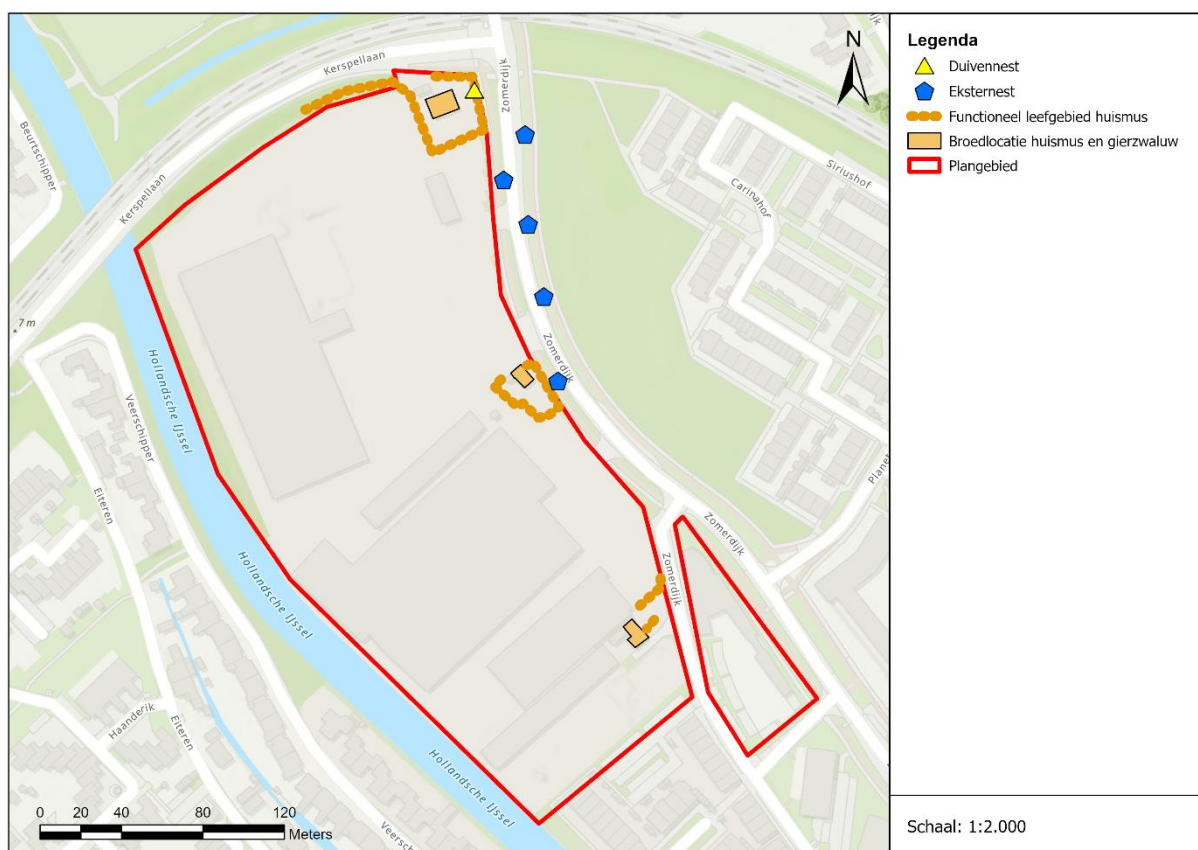 Kerspellaan
Zomerdijk
Beurtschipper
Siriushof
Carinahof
Kerspellaan
7 m
Hollandsche IJssel
Veerschipper
Zomerdijk
Planet
Eiteren
Zomerdijk
Zomerdijk
Hollandsche IJssel
Haanderik
Eiteren
Hollandsche IJssel
Veersch
0 20 40 80 120
Meters
N
Legenda
Duivennest
Eksternest
Functioneel leefgebied huismus
Broedlocatie huismus en gierzwaluw
Plangebied
Schaal: 1:2.000